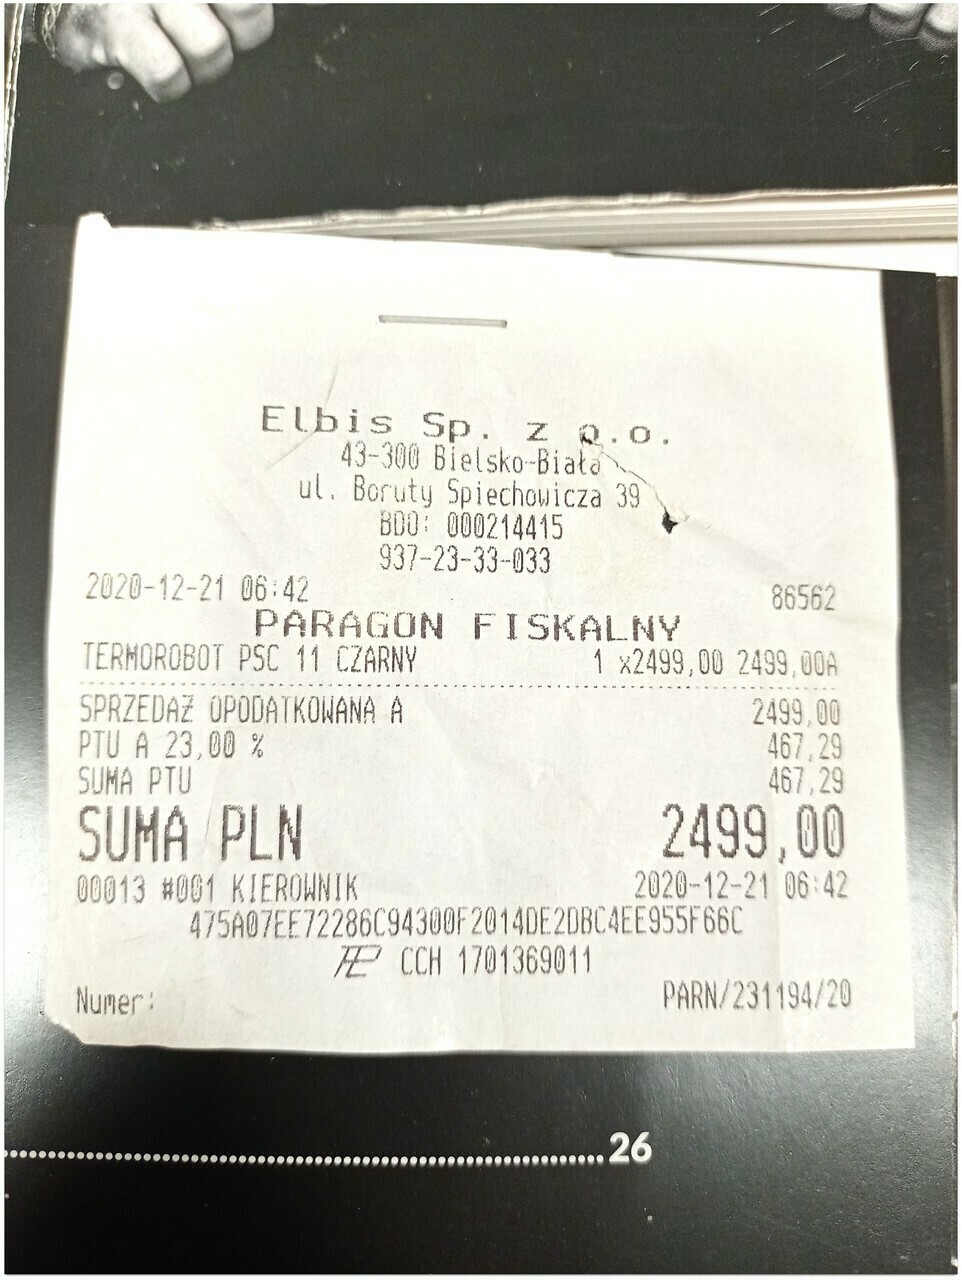 Elbis Sp. z o.o.
43-300 Bielsko-Biała
ul. Boruty Spiechowicza 39
BDO: 000214415
937-23-33-033
2020-12-21 06:42 86562
PARAGON FISKALNY
TERMOROBOT PSC 11 CZARNY 1 x2499,00 2499,00A
SPRZEDAŻ OPODATKOWANA A 2499,00
PTU A 23,00 % 467,29
SUMA PTU 467,29
SUMA PLN 2499,00
00013 #001 KIEROWNIK 2020-12-21 06:42
475A07EE72286C94300F2014DE2DBC4EE955F66C
CCH 1701369011
Numer: PARN/231194/20
26